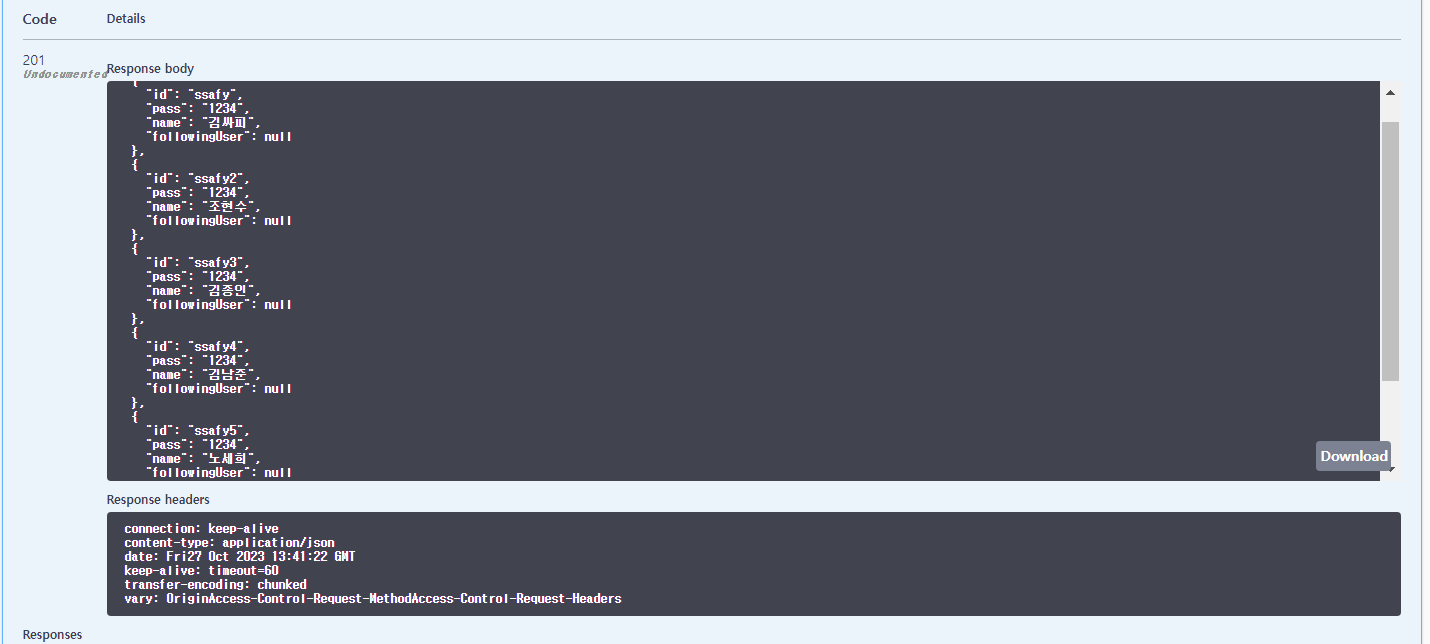 Code Details
201
Undocumented
Response body
{
"id": "ssafy",
"pass": "1234",
"name": "김싸피",
"followingUser": null
},
{
"id": "ssafy2",
"pass": "1234",
"name": "조현수",
"followingUser": null
},
{
"id": "ssafy3",
"pass": "1234",
"name": "김종인",
"followingUser": null
},
{
"id": "ssafy4",
"pass": "1234",
"name": "김남준",
"followingUser": null
},
{
"id": "ssafy5",
"pass": "1234",
"name": "노세희",
"followingUser": null
Download
Response headers
connection: keep-alive
content-type: application/json
date: Fri27 Oct 2023 13:41:22 GMT
keep-alive: timeout=60
transfer-encoding: chunked
vary: OriginAccess-Control-Request-MethodAccess-Control-Request-Headers
Responses